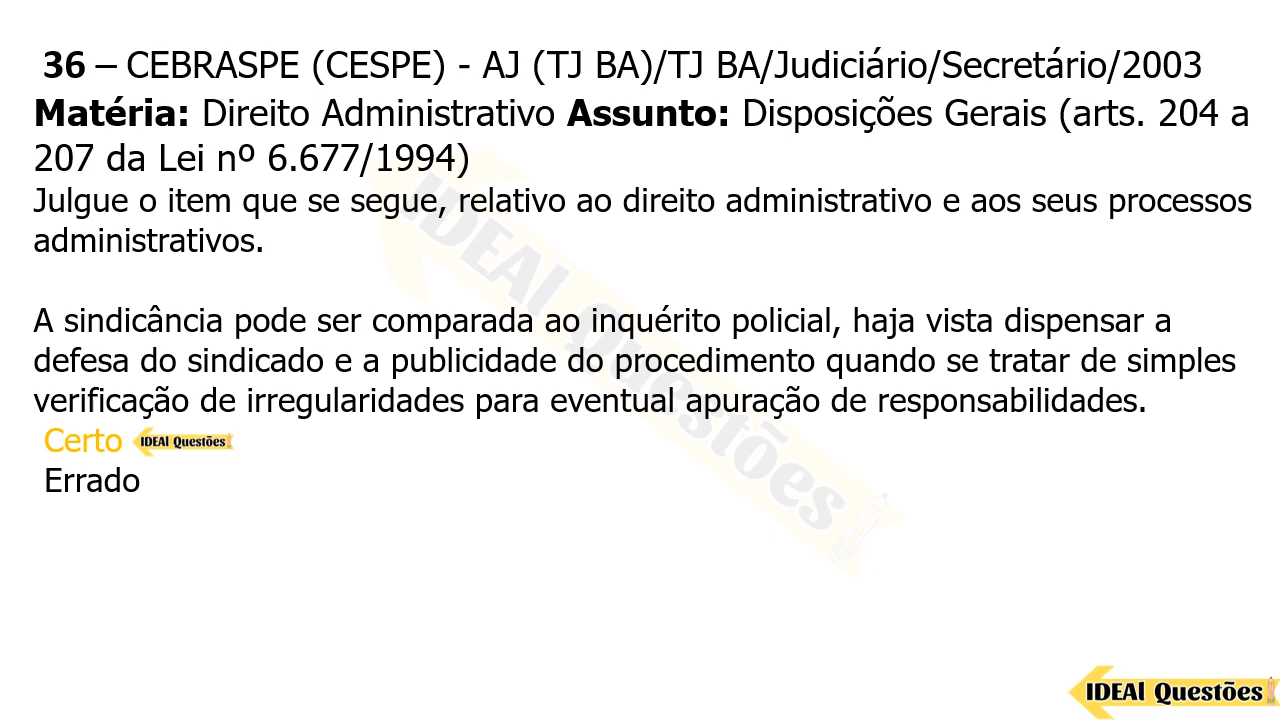 36 – CEBRASPE (CESPE) - AJ (TJ BA)/TJ BA/Judiciário/Secretário/2003
Matéria: Direito Administrativo Assunto: Disposições Gerais (arts. 204 a
207 da Lei nº 6.677/1994)
Julgue o item que se segue, relativo ao direito administrativo e aos seus processos
administrativos.
A sindicância pode ser comparada ao inquérito policial, haja vista dispensar a
defesa do sindicado e a publicidade do procedimento quando se tratar de simples
verificação de irregularidades para eventual apuração de responsabilidades.
Certo IDEAl Questões
Errado
IDEAl Questões
IDEAl Questões